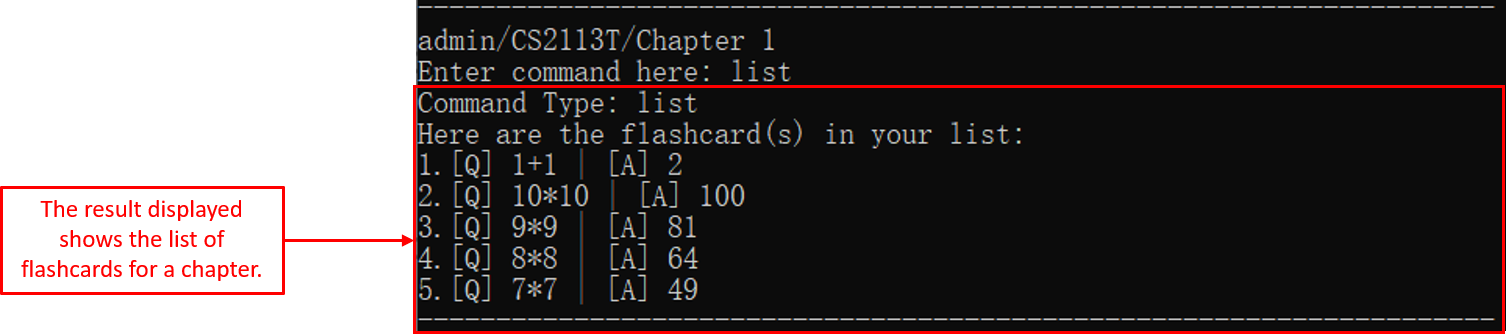 admin/CS2113T/Chapter 1
Enter command here: list
Command Type: list
Here are the flashcard(s) in your list:
1.[Q] 1+1 | [A] 2
2.[Q] 10*10 | [A] 100
3.[Q] 9*9 | [A] 81
4.[Q] 8*8 | [A] 64
5.[Q] 7*7 | [A] 49
The result displayed
shows the list of
flashcards for a chapter.